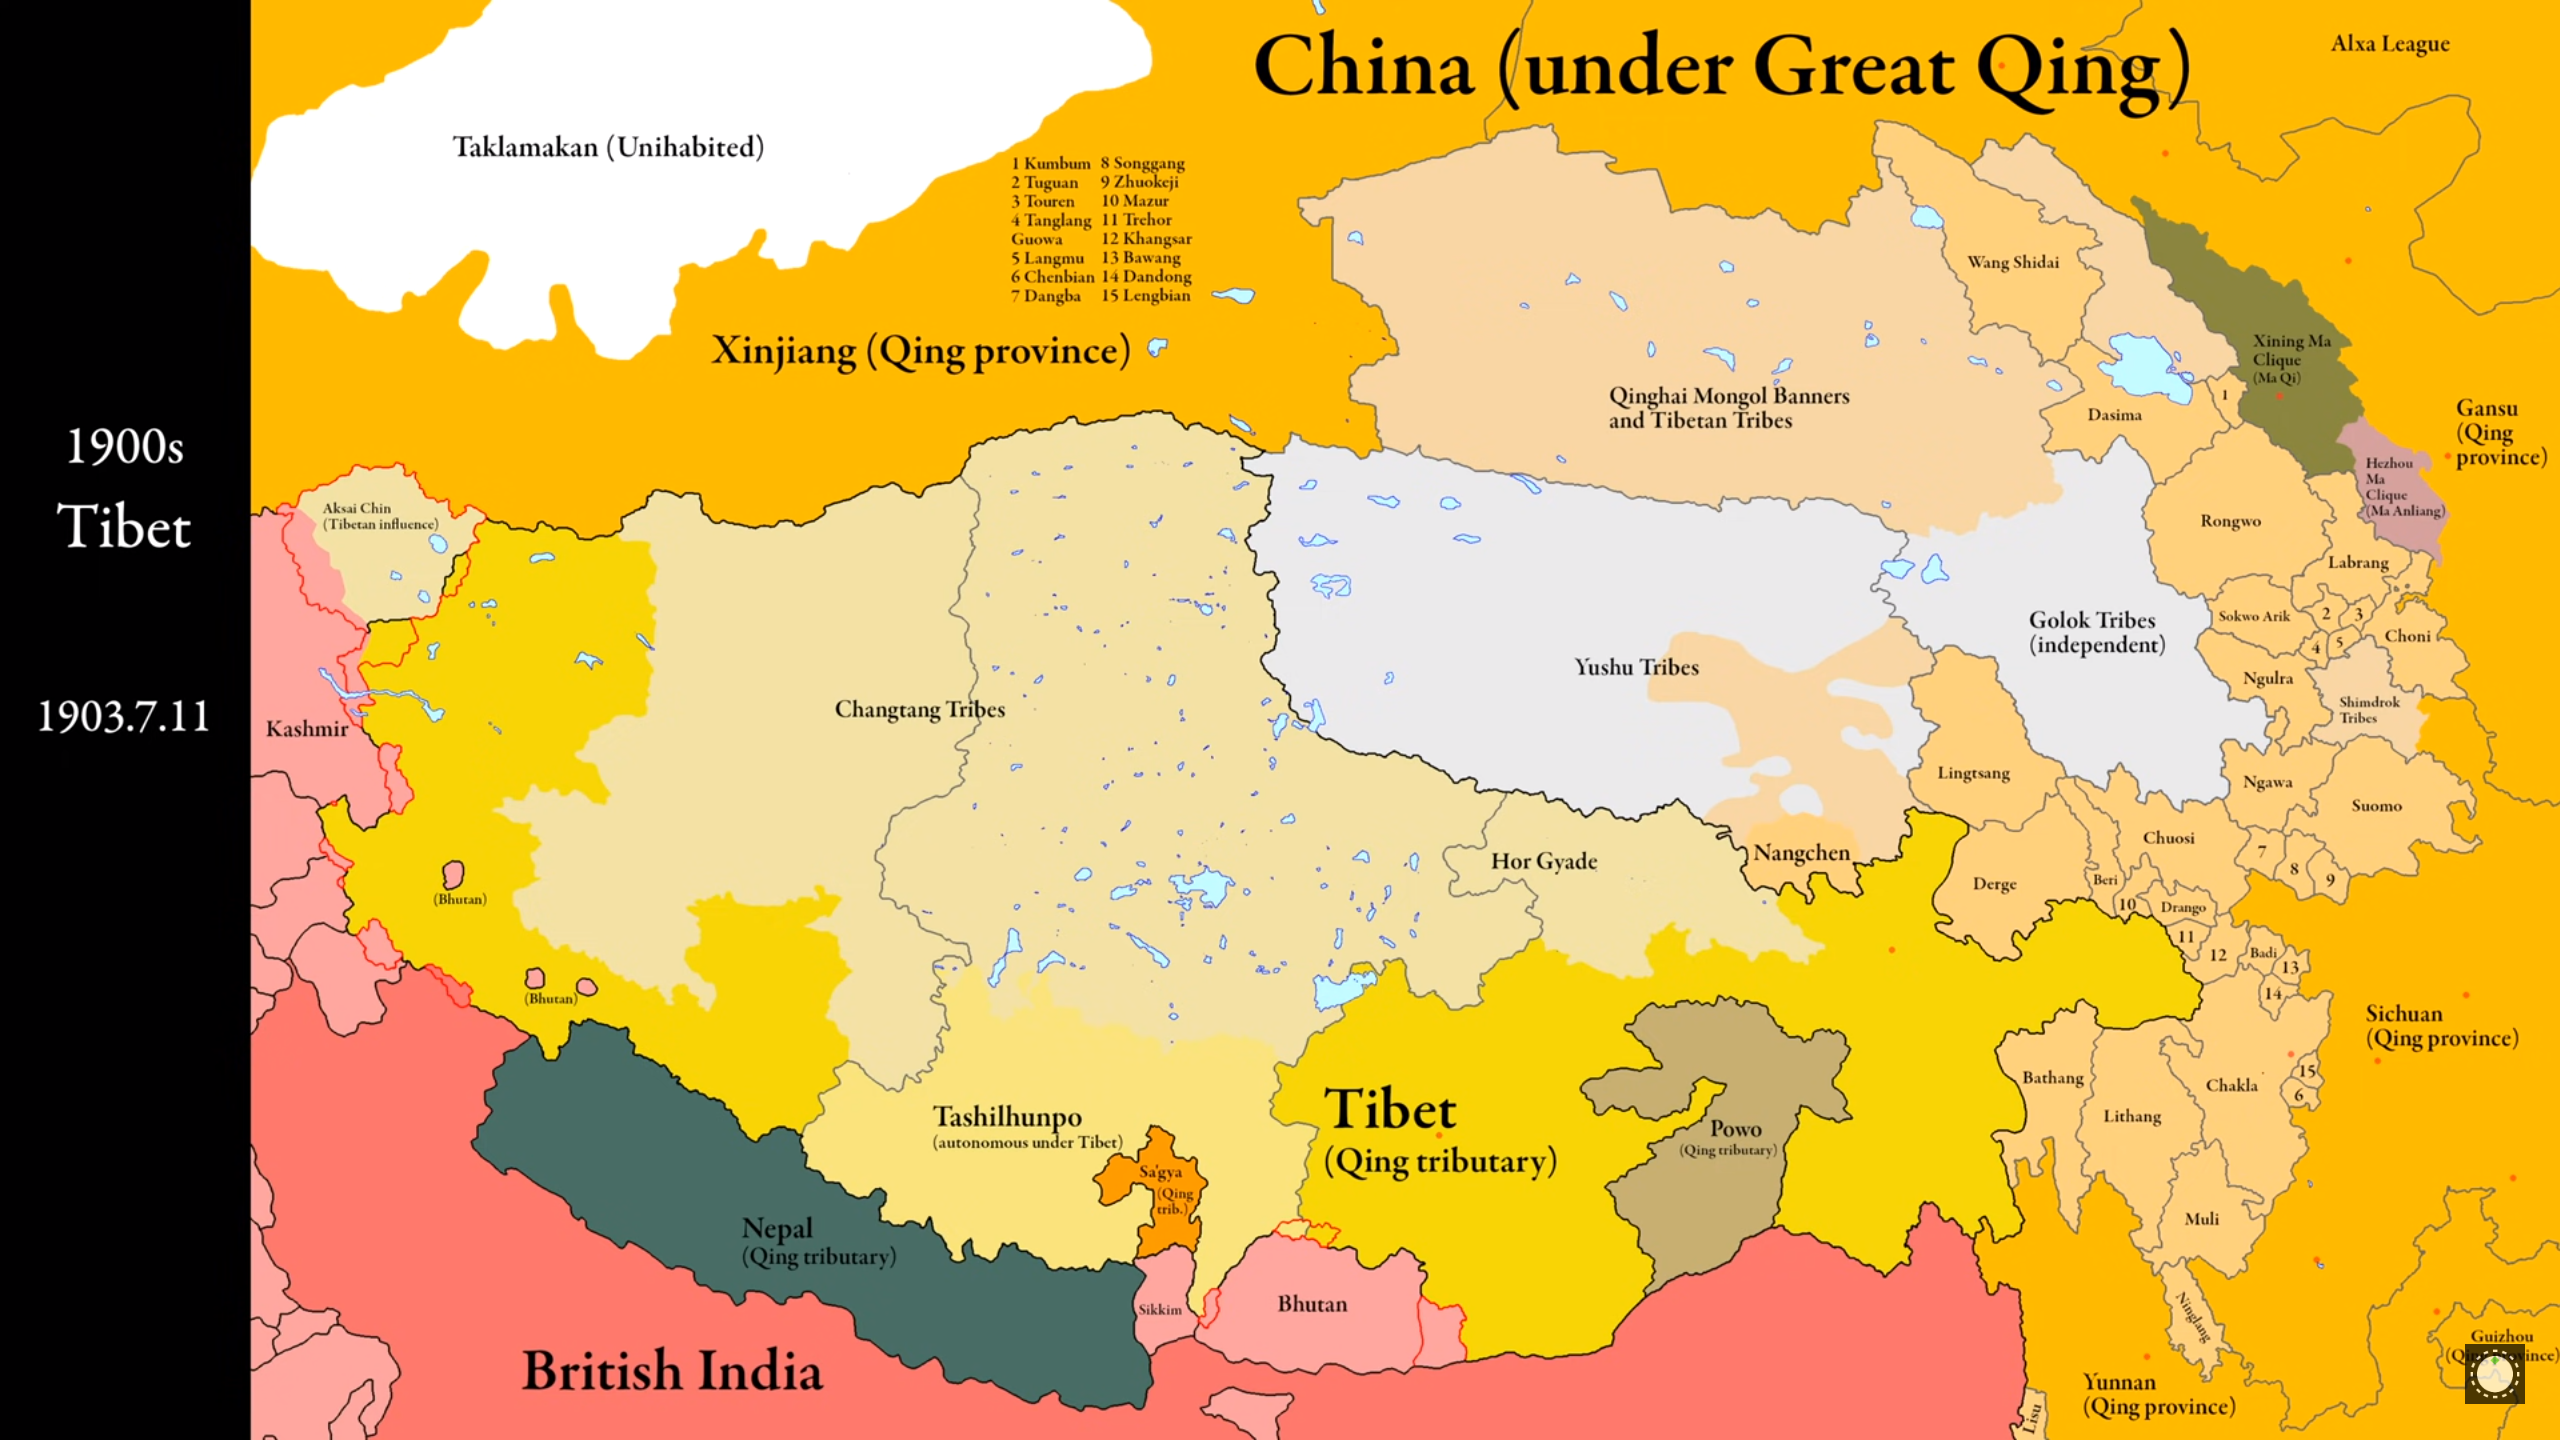 China (under Great Qing)
Alxa League
Taklamakan (Unihabited)
1 Kumbum 8 Songgang
2 Tuguan 9 Zhuokeji
3 Touren 10 Mazur
4 Tanglang 11 Trehor
Guowa 12 Khangsar
5 Langmu 13 Bawang
6 Chenbian 14 Dandong
7 Dangba 15 Lengbian
Wang Shidai
Xinjiang (Qing province)
Xining Ma
Clique
(Ma Qi)
Qinghai Mongol Banners
and Tibetan Tribes
1
Dasima
Gansu
(Qing
province)
1900s
Tibet
1903.7.11
Hezhou
Ma
Clique
(Ma Anliang)
Aksai Chin
(Tibetan influence)
Rongwo
Labrang
Sokwo Arik
2
3
4
5
Choni
Golok Tribes
(independent)
Yushu Tribes
Ngulra
Shimdrok
Tribes
Changtang Tribes
Kashmir
Lingtsang
Ngawa
Suomo
Chuosi
7
8
9
Nangchen
Hor Gyade
Derge
Beri
10
Drango
(Bhutan)
11
12
Badi
13
14
(Bhutan)
Sichuan
(Qing province)
Bathang
Chakla
15
6
Lithang
Tibet
(Qing tributary)
Tashilhunpo
(autonomous under Tibet)
Powo
(Qing tributary)
Sa'gya
(Qing
trib.)
Muli
Nepal
(Qing tributary)
Sikkim
Bhutan
Ninglang
British India
Guizhou
(Qing province)
Yunnan
(Qing province)
Lisu